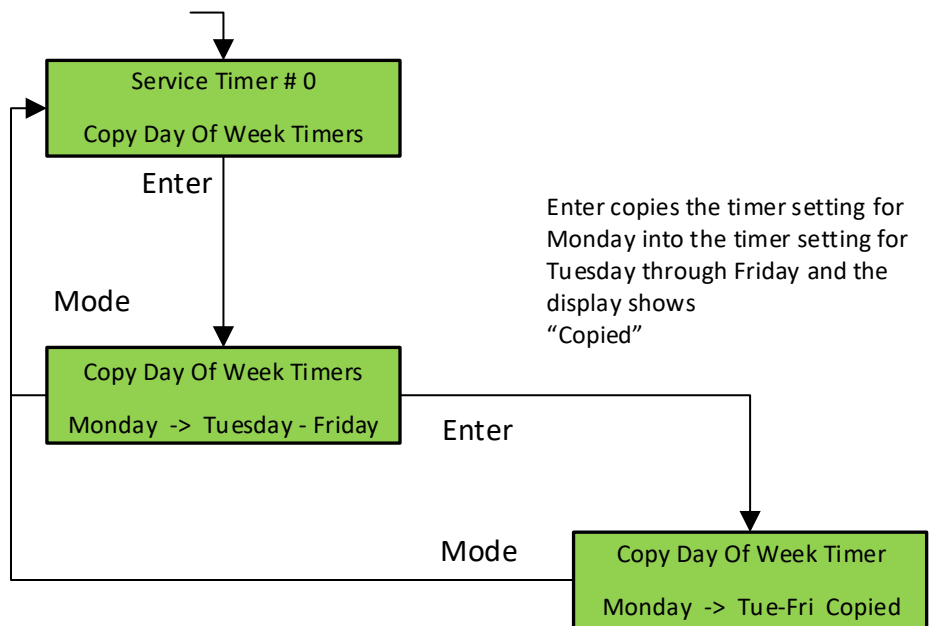 Service Timer # 0
Copy Day Of Week Timers
Enter
Enter copies the timer setting for
Monday into the timer setting for
Tuesday through Friday and the
display shows
“Copied”
Mode
Copy Day Of Week Timers
Monday -> Tuesday - Friday
Enter
Mode
Copy Day Of Week Timer
Monday -> Tue-Fri Copied